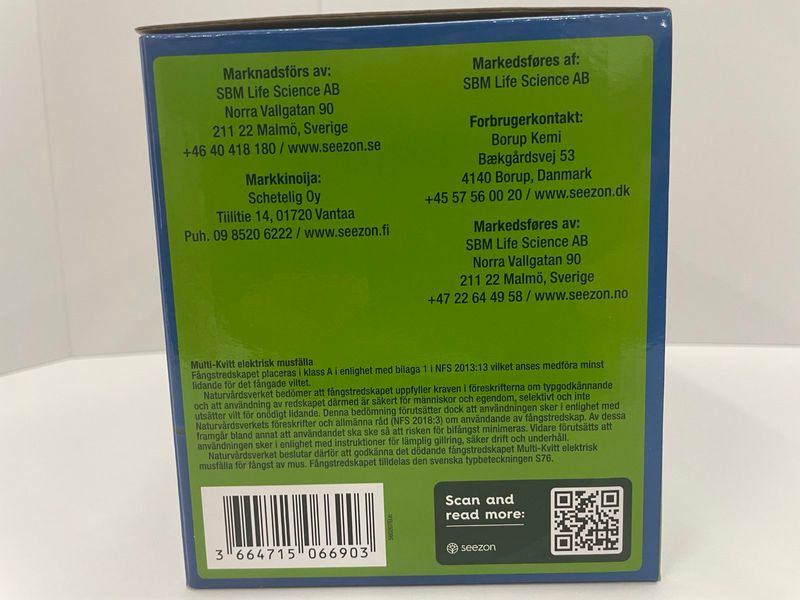 Marknadsförs av:
SBM Life Science AB
Norra Vallgatan 90
211 22 Malmö, Sverige
+46 40 418 180 / www.seezon.se
Markkinoija:
Schetelig Oy
Tiilitie 14, 01720 Vantaa
Puh. 09 8520 6222 / www.seezon.fi
Markedsføres af:
SBM Life Science AB
Forbrugerkontakt:
Borup Kemi
Bækgårdsvej 53
4140 Borup, Danmark
+45 57 56 00 20 / www.seezon.dk
Markedsføres av:
SBM Life Science AB
Norra Vallgatan 90
211 22 Malmö, Sverige
+47 22 64 49 58 / www.seezon.no
Multi-Kvitt elektrisk musfälla
Fångstredskapet placeras i klass A i enlighet med bilaga 1 i NFS 2013:13 vilket anses medföra minst
lidande för det fångade viltet.
Naturvårdsverket bedömer att fångstredskapet uppfyller kraven i föreskrifterna om typgodkännande
och att användning av redskapet därmed är säkert för människor och egendom, selektivt och inte
utsätter vilt för onödigt lidande. Denna bedömning förutsätter dock att användningen sker i enlighet med
Naturvårdsverkets föreskrifter och allmänna råd (NFS 2018:3) om användande av fångstredskap. Av dessa
framgår bland annat att användandet ska ske så att risken för bifångst minimeras. Vidare förutsätts att
användningen sker i enlighet med instruktioner för lämplig gillring, säker drift och underhåll.
Naturvårdsverket beslutar därför att godkänna det dödande fångstredskapet Multi-Kvitt elektrisk
musfälla för fångst av mus. Fångstredskapet tilldelas den svenska typbeteckningen S76.
3 664715 066903
Scan and
read more:
seezon